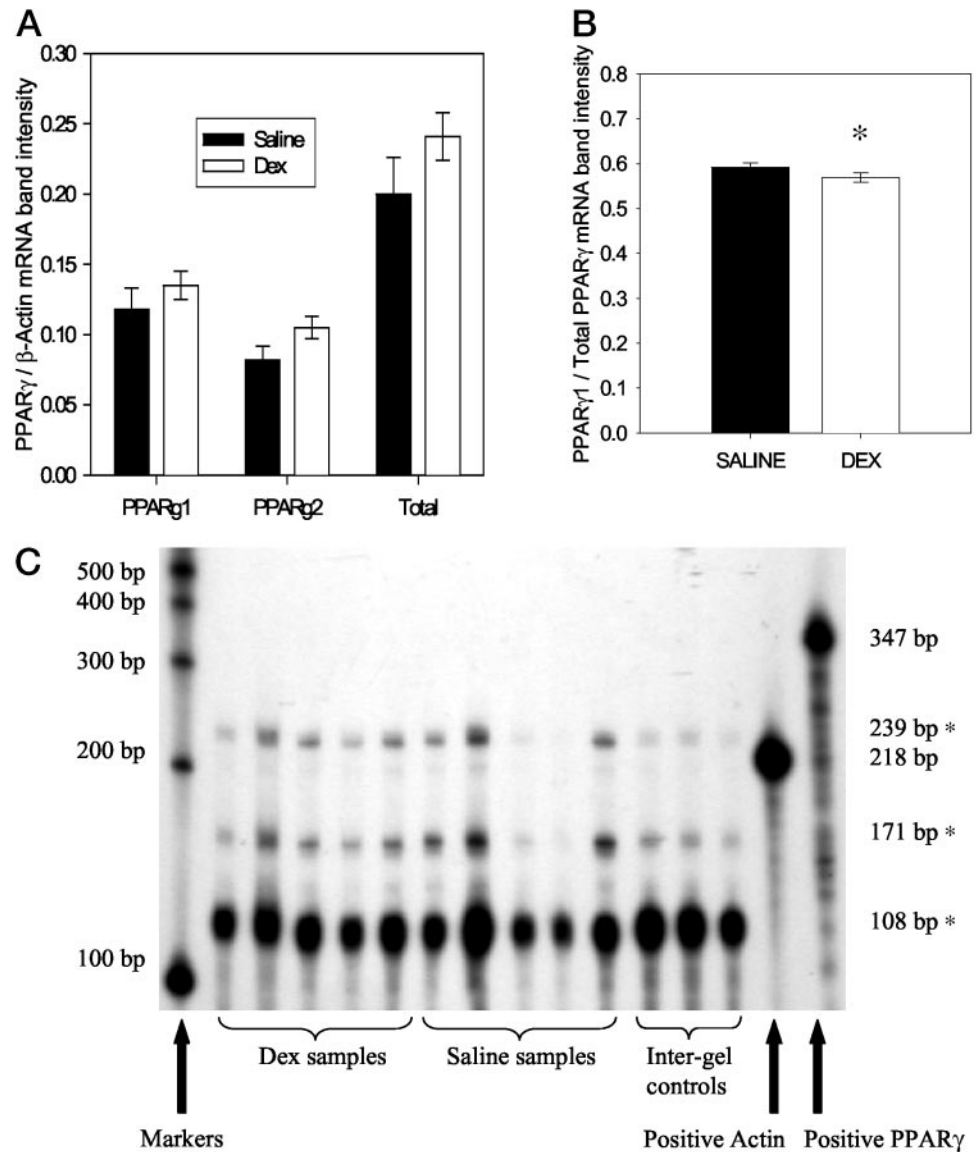 A
PPARγ / β-Actin mRNA band intensity
0.30
0.25
0.20
0.15
0.10
0.05
0.00
Saline
Dex
PPARg1 PPARg2 Total
B
PPARγ1 / Total PPARγ mRNA band intensity
0.8
0.7
0.6
0.5
0.4
0.3
0.2
0.1
0.0
*
SALINE DEX
C
500 bp
400 bp
300 bp
200 bp
100 bp
347 bp
239 bp *
218 bp
171 bp *
108 bp *
Dex samples
Saline samples
Inter-gel
controls
Markers
Positive Actin
Positive PPARγ